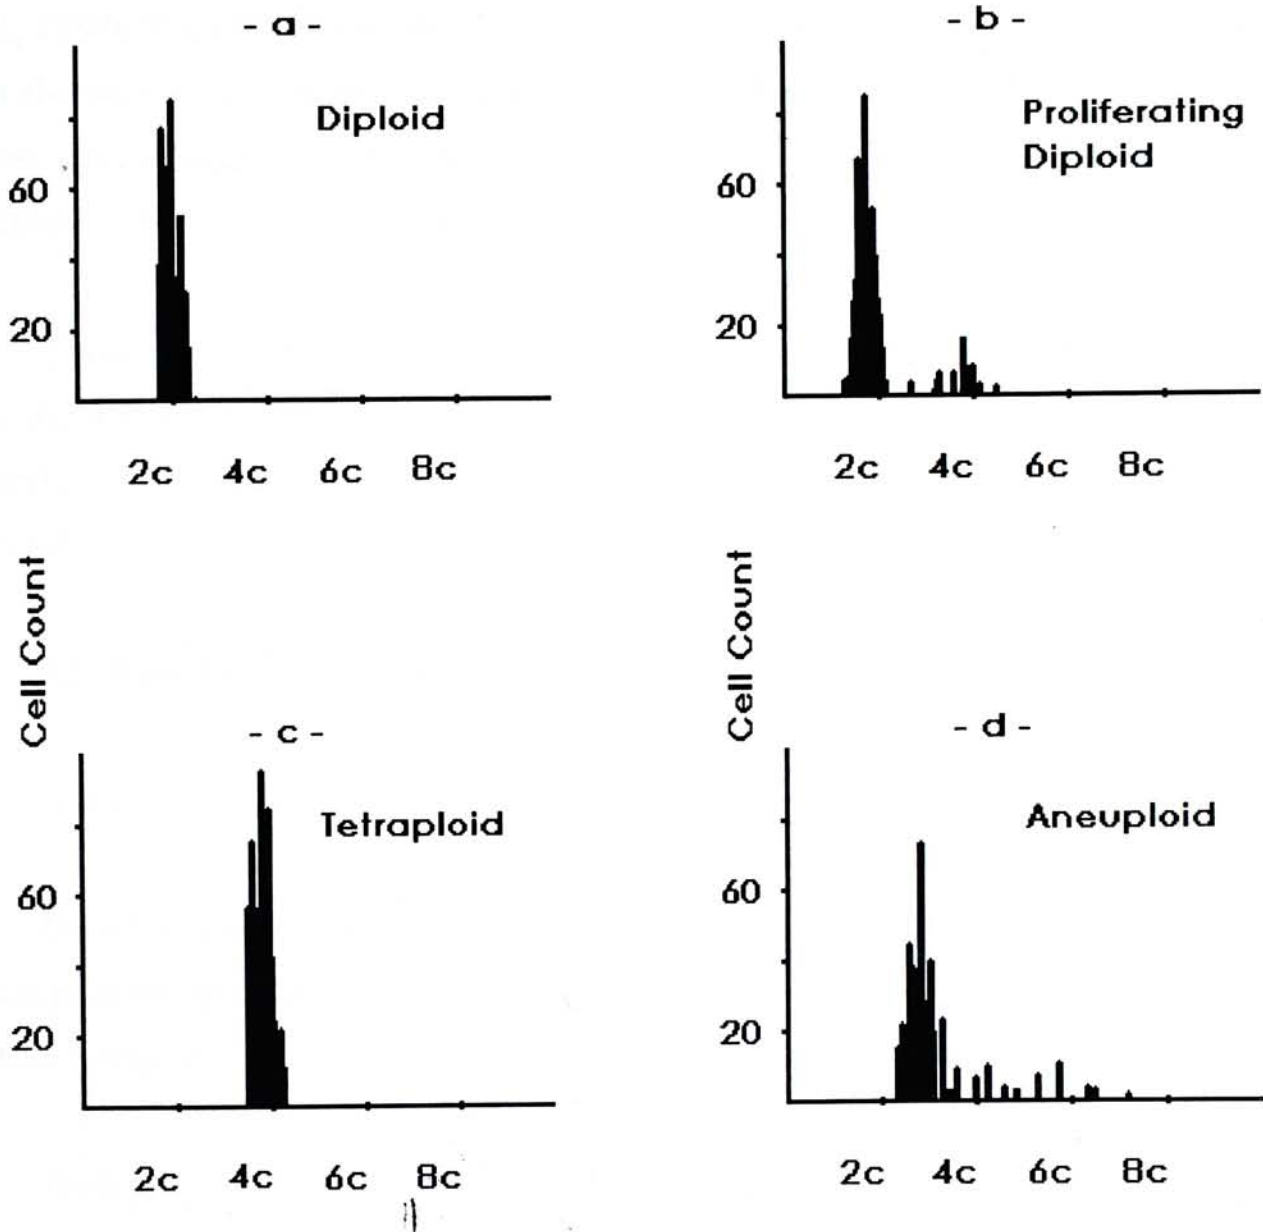 - a -
Diploid
60
20
2c 4c 6c 8c
- b -
Proliferating
Diploid
60
20
2c 4c 6c 8c
Cell Count
- c -
Tetraploid
60
20
2c 4c 6c 8c
Cell Count
- d -
Aneuploid
60
20
2c 4c 6c 8c